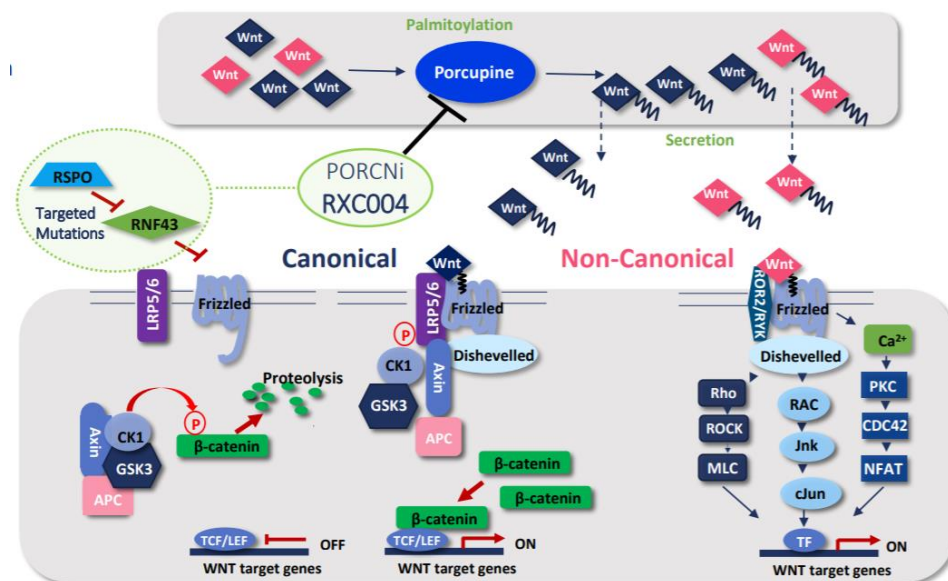 Palmitoylation
Wnt
Wnt
Wnt
Wnt
Wnt
Porcupine
Wnt
Wnt
Wnt
Wnt
Wnt
Secretion
PORCNi
RXC004
RSPO
Targeted
Mutations
RNF43
Wnt
Wnt
Wnt
Wnt
Canonical
Non-Canonical
LRP5/6
Frizzled
Wnt
LRP5/6
Frizzled
Wnt
ROR2/RYK
Frizzled
P
CK1
Axin
Dishevelled
GSK3
APC
Dishevelled
Ca²⁺
Rho
RAC
PKC
ROCK
Jnk
CDC42
MLC
cJun
NFAT
Proteolysis
P
Axin
CK1
GSK3
APC
β-catenin
β-catenin
β-catenin
β-catenin
TCF/LEF
OFF
WNT target genes
TCF/LEF
ON
WNT target genes
TF
ON
WNT target genes